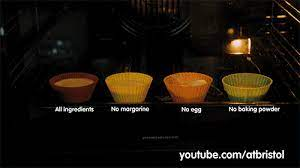 All ingredients
No margarine
No egg
No baking powder
youtube.com/atbristol